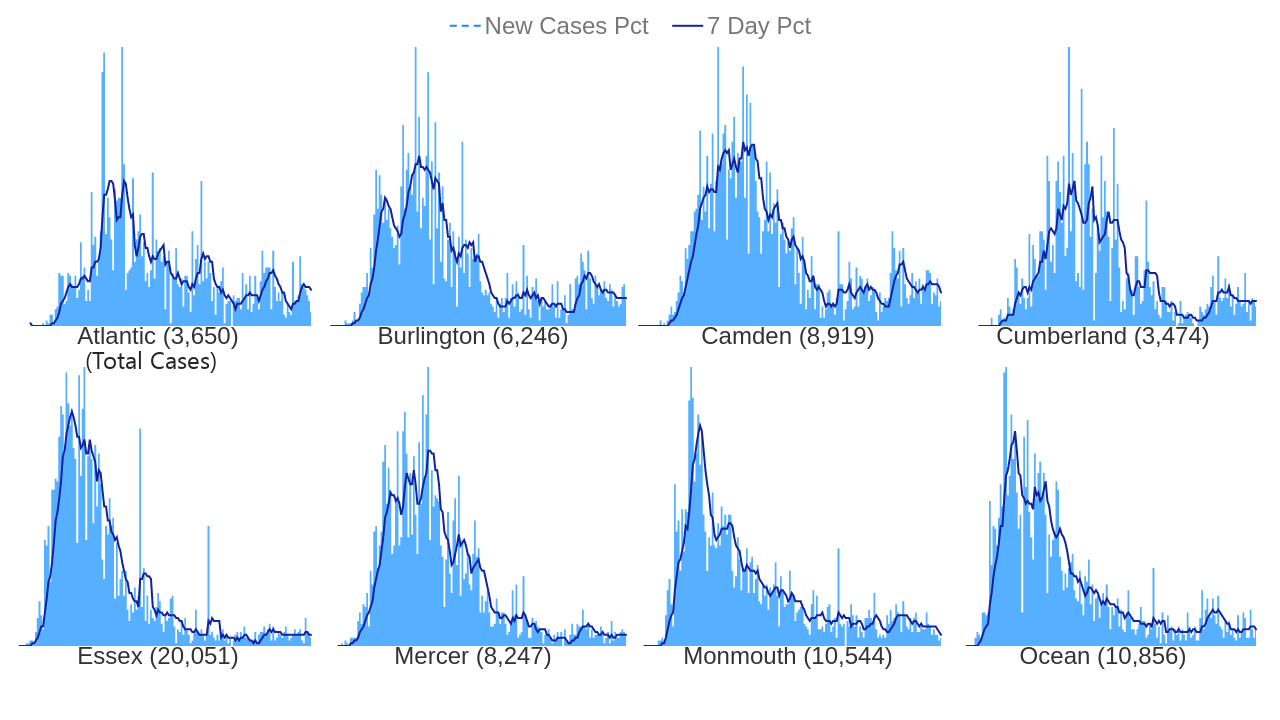 New Cases Pct 7 Day Pct
Atlantic (3,650) Burlington (6,246) Camden (8,919) Cumberland (3,474)
(Total Cases)
Essex (20,051) Mercer (8,247) Monmouth (10,544) Ocean (10,856)